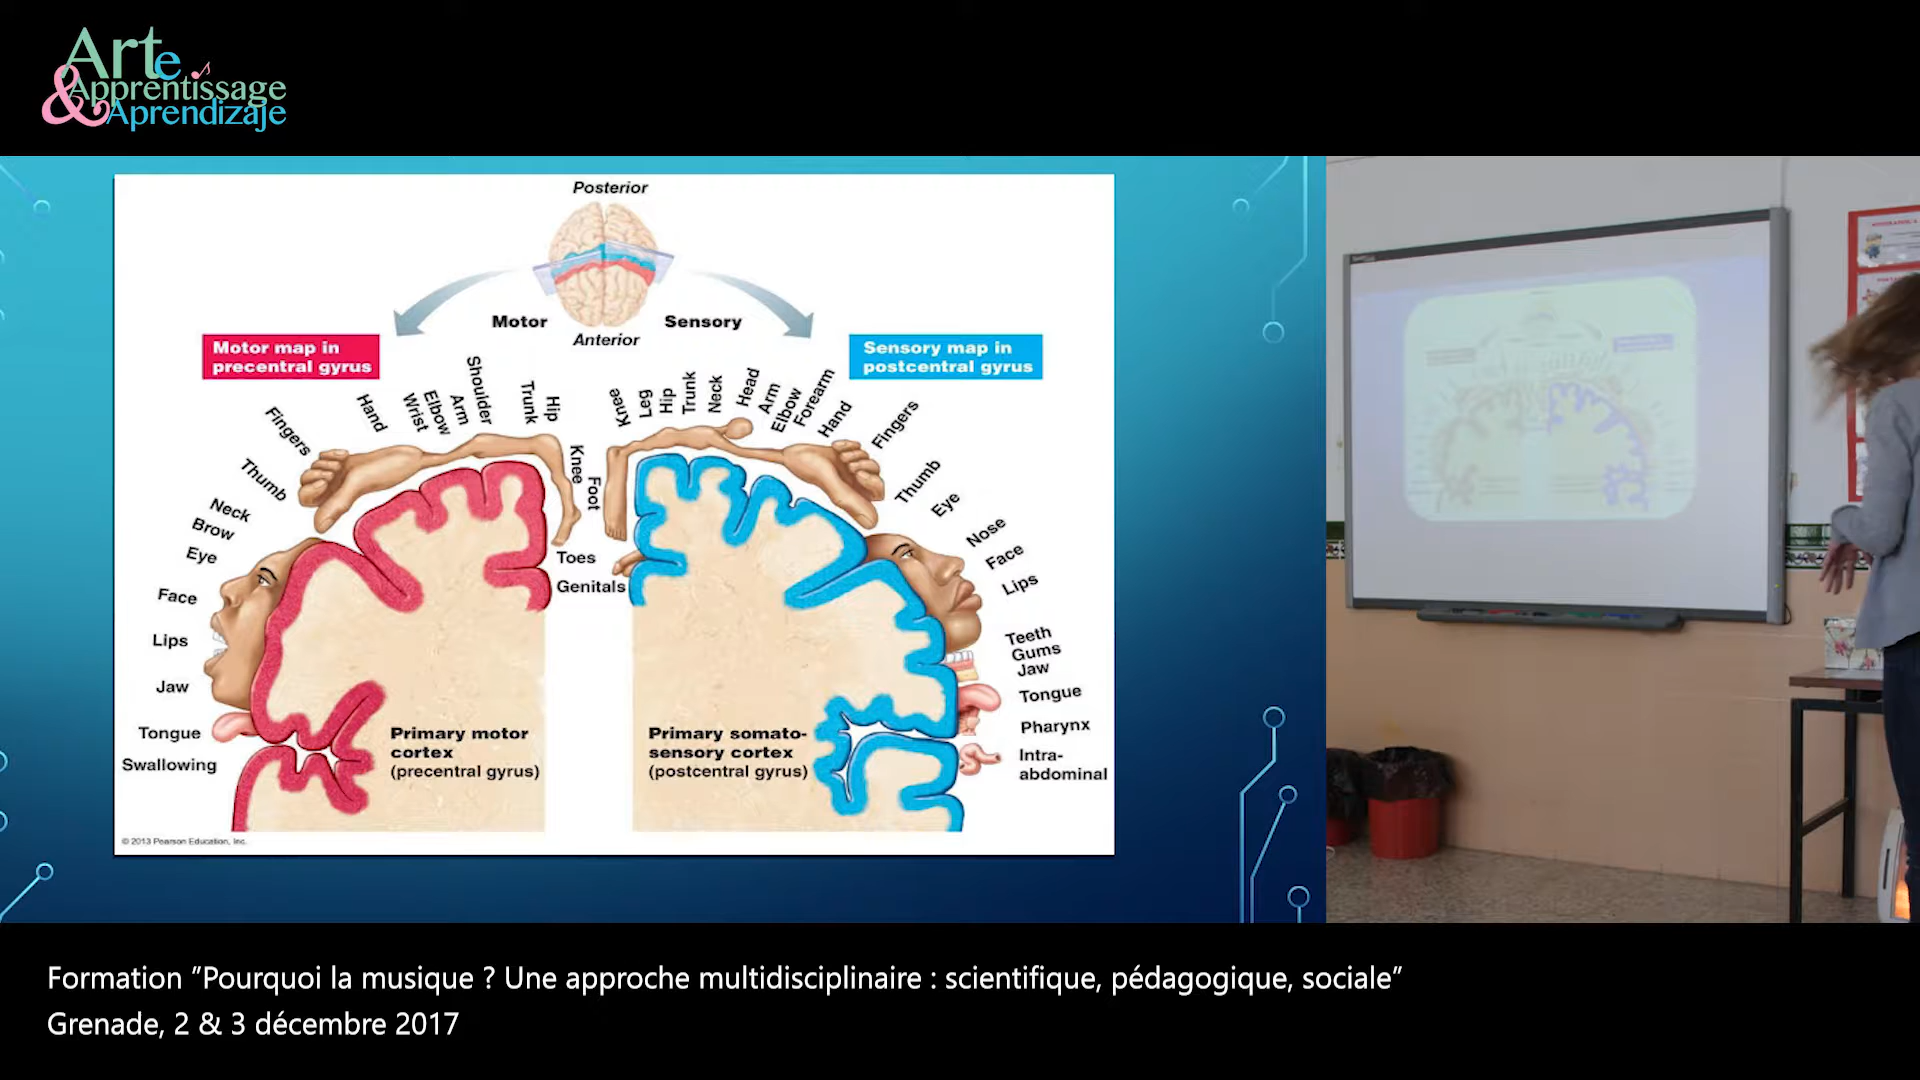 Arte
&Apprentissage
Aprendizaje
Posterior
Motor
Sensory
Anterior
Motor map in
precentral gyrus
Sensory map in
postcentral gyrus
Fingers
Hand
Wrist
Elbow
Arm
Shoulder
Trunk
Hip
Knee
Foot
Toes
Genitals
Thumb
Neck
Brow
Eye
Face
Lips
Jaw
Tongue
Swallowing
Primary motor
cortex
(precentral gyrus)
Knee
Leg
Hip
Trunk
Neck
Head
Arm
Elbow
Forearm
Hand
Fingers
Thumb
Eye
Nose
Face
Lips
Teeth
Gums
Jaw
Tongue
Pharynx
Intra-
abdominal
Primary somato-
sensory cortex
(postcentral gyrus)
© 2013 Pearson Education, Inc.
Formation ”Pourquoi la musique ? Une approche multidisciplinaire : scientifique, pédagogique, sociale”
Grenade, 2 & 3 décembre 2017